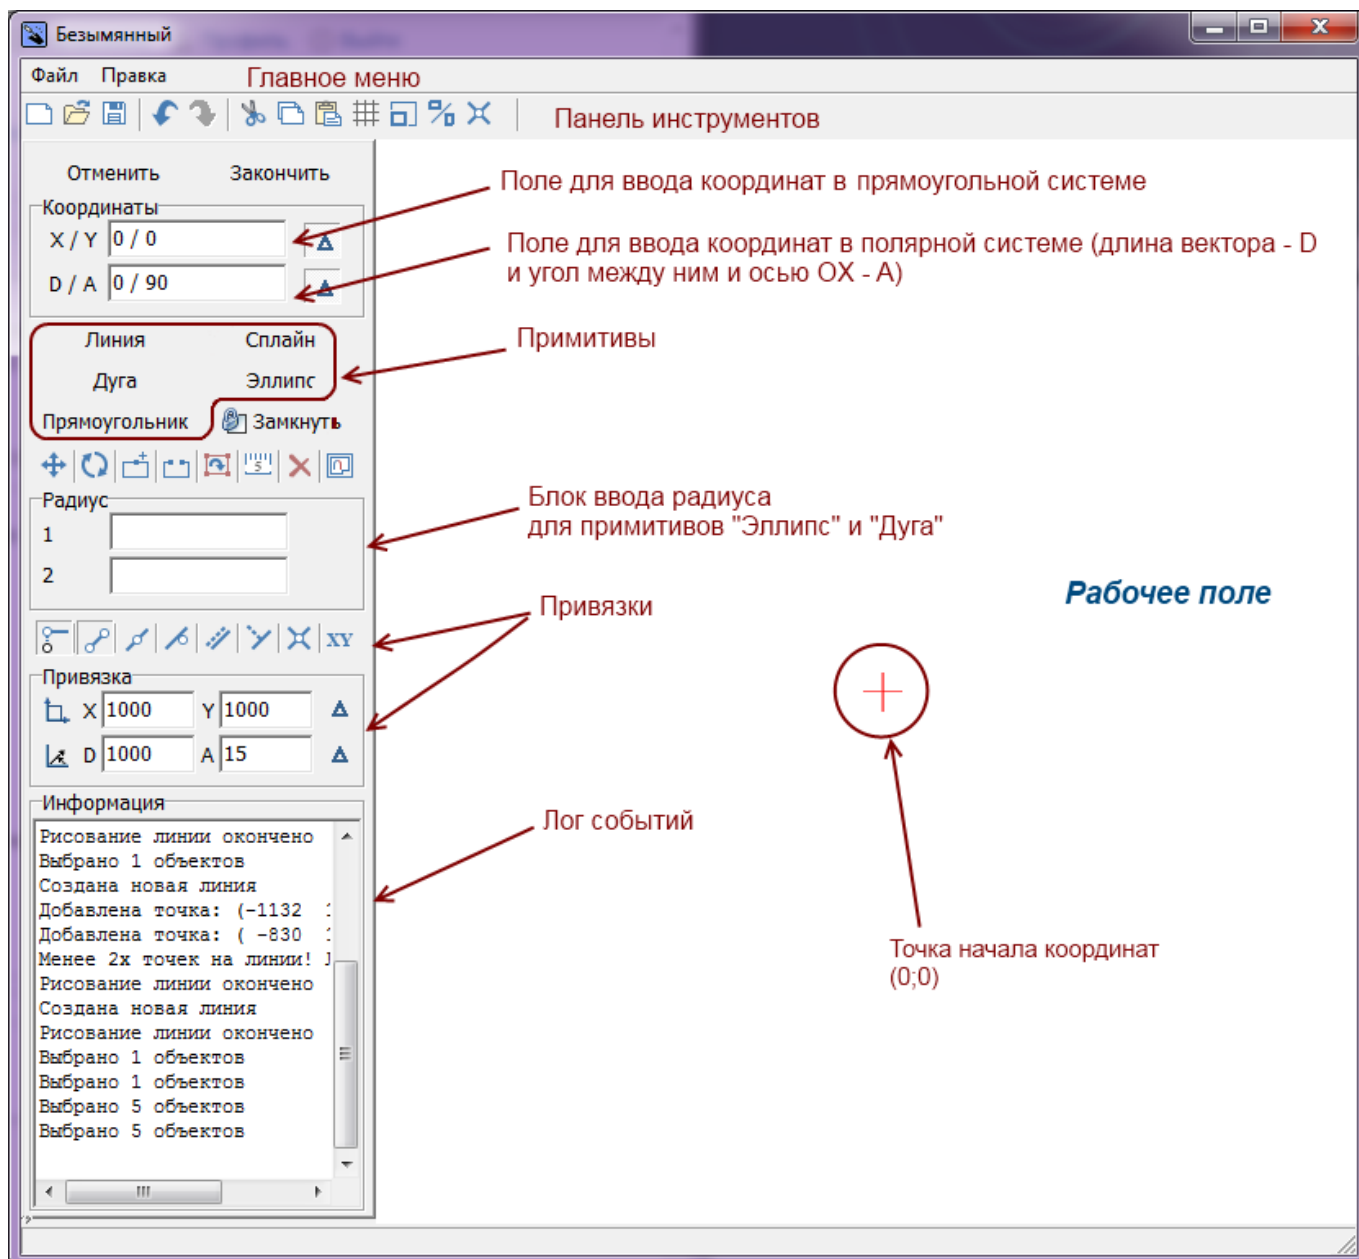 Безымянный
Файл Правка Главное меню
Панель инструментов
Отменить Закончить
Поле для ввода координат в прямоугольной системе
Координаты
X / Y 0 / 0
Поле для ввода координат в полярной системе (длина вектора - D
и угол между ним и осью OX - A)
D / A 0 / 90
Линия Сплайн
Примитивы
Дуга Эллипс
Прямоугольник Замкнуть
5
Радиус
Блок ввода радиуса
для примитивов "Эллипс" и "Дуга"
1
2
Рабочее поле
Привязки
XY
Привязка
X 1000 Y 1000
D 1000 A 15
Информация
Лог событий
Рисование линии окончено
Выбрано 1 объектов
Создана новая линия
Добавлена точка: (-1132
Добавлена точка: ( -830
Менее 2х точек на линии!
Рисование линии окончено
Создана новая линия
Рисование линии окончено
Выбрано 1 объектов
Выбрано 1 объектов
Выбрано 5 объектов
Выбрано 5 объектов
Точка начала координат
(0;0)